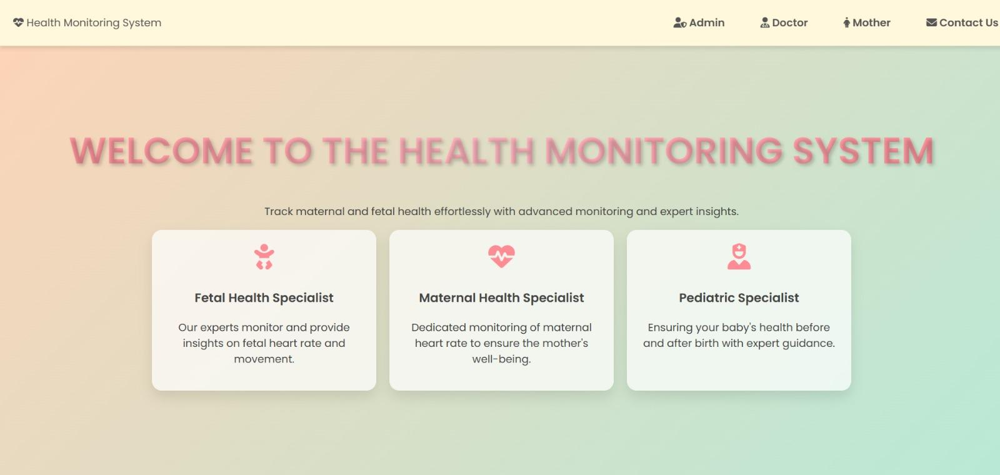 Health Monitoring System
Admin Doctor Mother Contact Us
WELCOME TO THE HEALTH MONITORING SYSTEM
Track maternal and fetal health effortlessly with advanced monitoring and expert insights.
Fetal Health Specialist
Our experts monitor and provide
insights on fetal heart rate and
movement.
Maternal Health Specialist
Dedicated monitoring of maternal
heart rate to ensure the mother's
well-being.
Pediatric Specialist
Ensuring your baby's health before
and after birth with expert guidance.